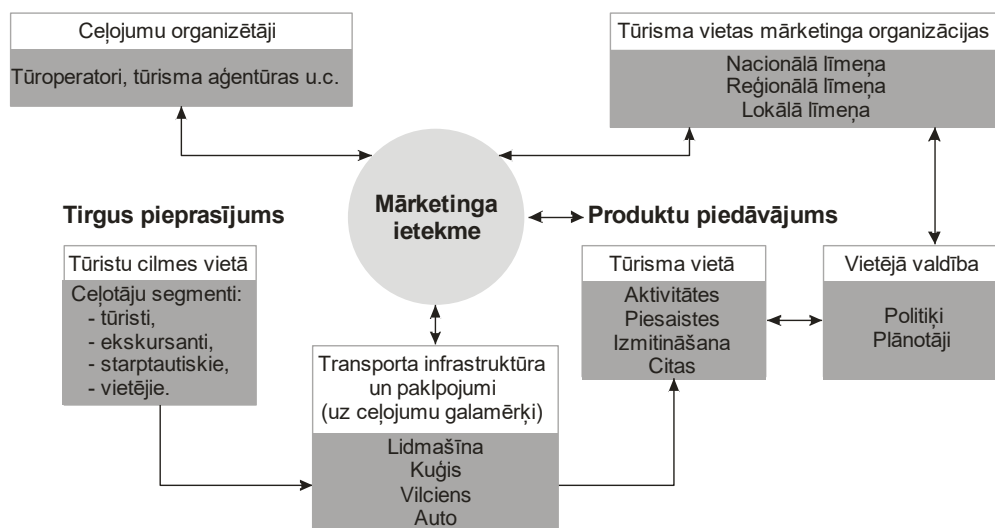 Ceļojumu organizētāji
Tūroperatori, tūrisma aģentūras u.c.
Tūrisma vietas mārketinga organizācijas
Nacionālā līmeņa
Reģionālā līmeņa
Lokālā līmeņa
Mārketinga
ietekme
Tirgus pieprasījums
Produktu piedāvājums
Tūristu cilmes vietā
Ceļotāju segmenti:
- tūristi,
- ekskursanti,
- starptautiskie,
- vietējie.
Transporta infrastruktūra
un paklpojumi
(uz ceļojumu galamērķi)
Lidmašīna
Kuģis
Vilciens
Auto
Tūrisma vietā
Aktivitātes
Piesaistes
Izmitināšana
Citas
Vietējā valdība
Politiķi
Plānotāji